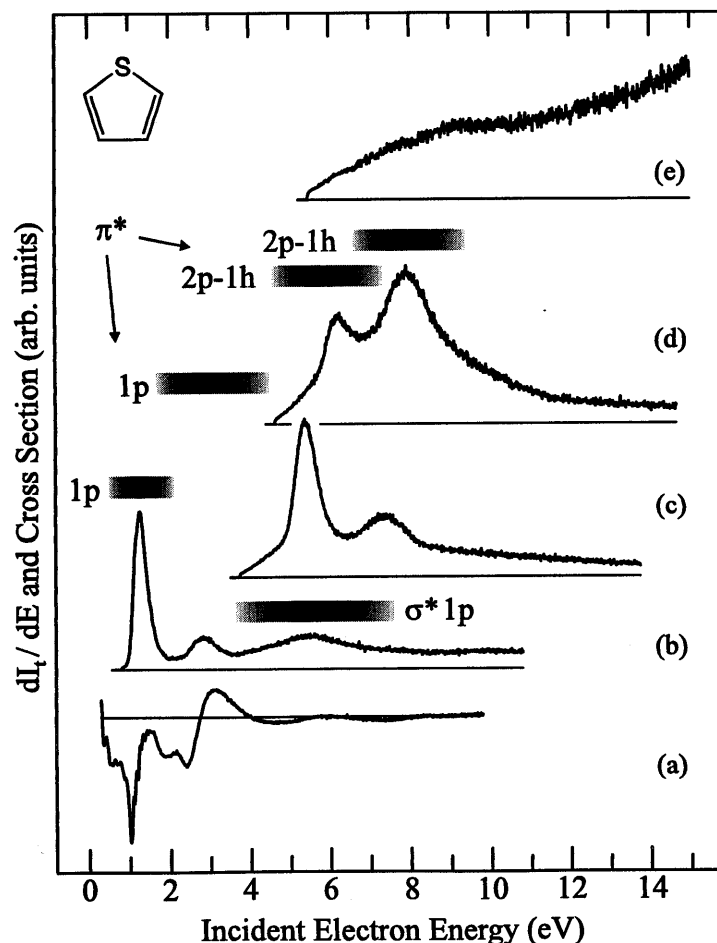 S
(e)
π*
2p-1h
2p-1h
(d)
1p
1p
(c)
σ* 1p
(b)
(a)
dIt / dE and Cross Section (arb. units)
0 2 4 6 8 10 12 14
Incident Electron Energy (eV)